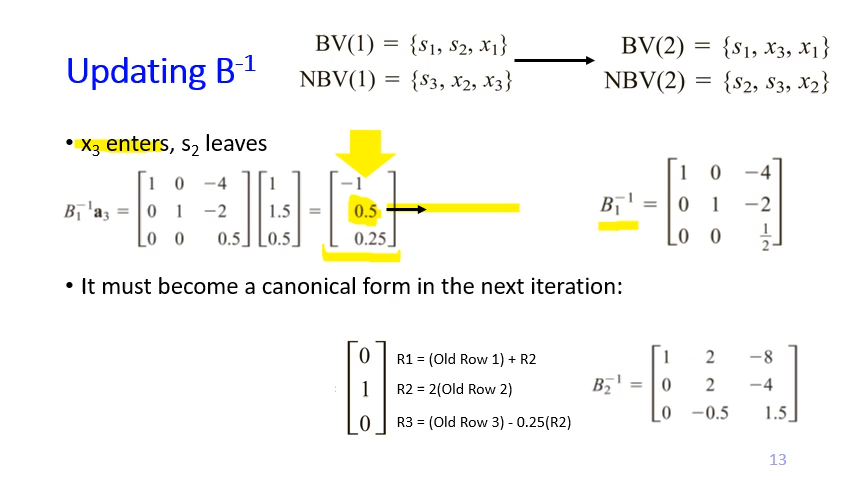 BV(1) = {s₁, s₂, x₁}
BV(2) = {s₁, x₃, x₁}
Updating B⁻¹
NBV(1) = {s₃, x₂, x₃}
NBV(2) = {s₂, s₃, x₂}
• x₃ enters, s₂ leaves
B₁⁻¹a₃ = [1 0 −4; 0 1 −2; 0 0 0.5] [1; 1.5; 0.5] = [−1; 0.5; 0.25]
B₁⁻¹ = [1 0 −4; 0 1 −2; 0 0 1/2]
• It must become a canonical form in the next iteration:
[0; 1; 0]
R1 = (Old Row 1) + R2
R2 = 2(Old Row 2)
R3 = (Old Row 3) - 0.25(R2)
B₂⁻¹ = [1 2 −8; 0 2 −4; 0 −0.5 1.5]
13